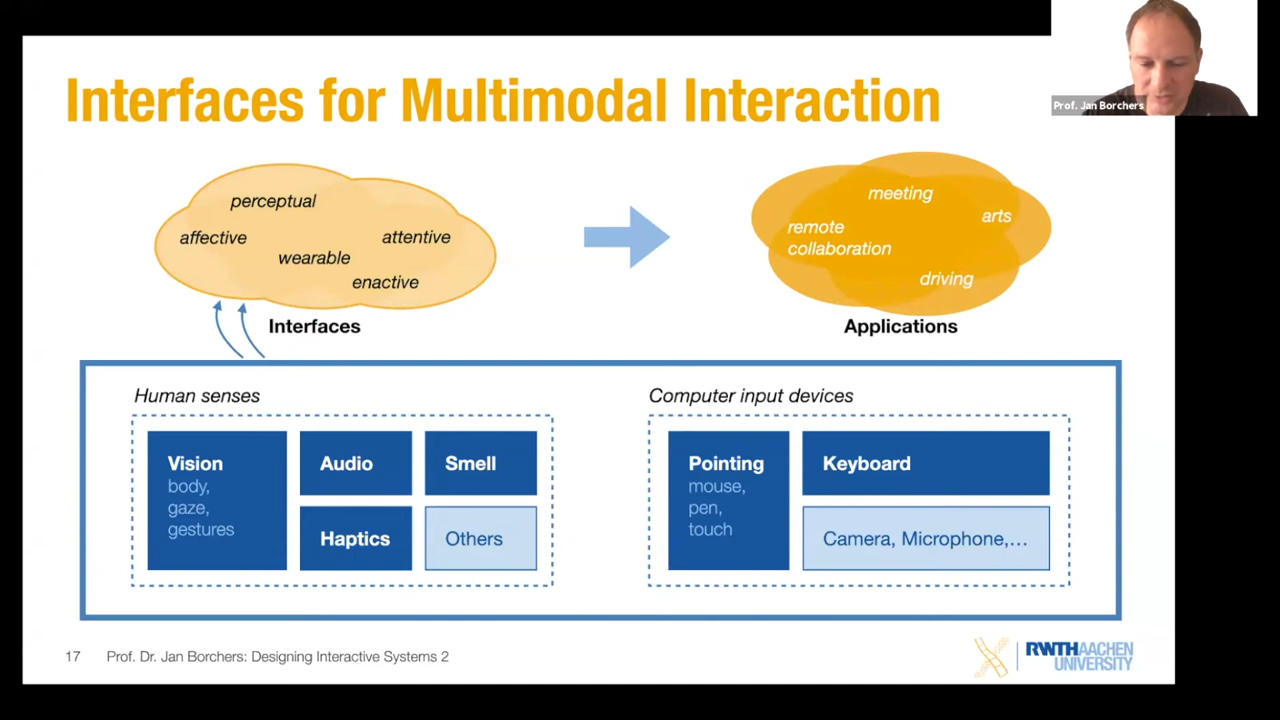 Interfaces for Multimodal Interaction
Prof. Jan Borchers
perceptual
affective
attentive
wearable
enactive
Interfaces
meeting
arts
remote
collaboration
driving
Applications
Human senses
Vision
body,
gaze,
gestures
Audio
Smell
Haptics
Others
Computer input devices
Pointing
mouse,
pen,
touch
Keyboard
Camera, Microphone,…
17 Prof. Dr. Jan Borchers: Designing Interactive Systems 2
RWTHAACHEN
UNIVERSITY